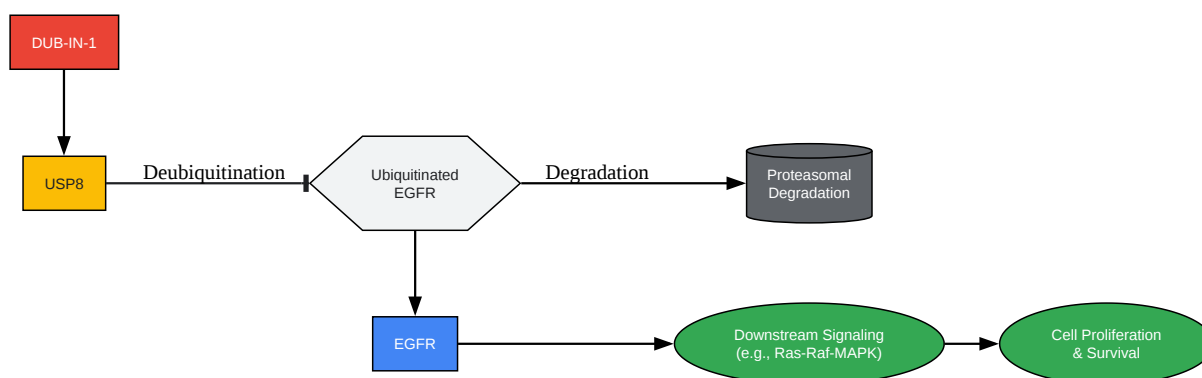 DUB-IN-1
USP8
Deubiquitination
Ubiquitinated
EGFR
Degradation
Proteasomal
Degradation
EGFR
Downstream Signaling
(e.g., Ras-Raf-MAPK)
Cell Proliferation
& Survival